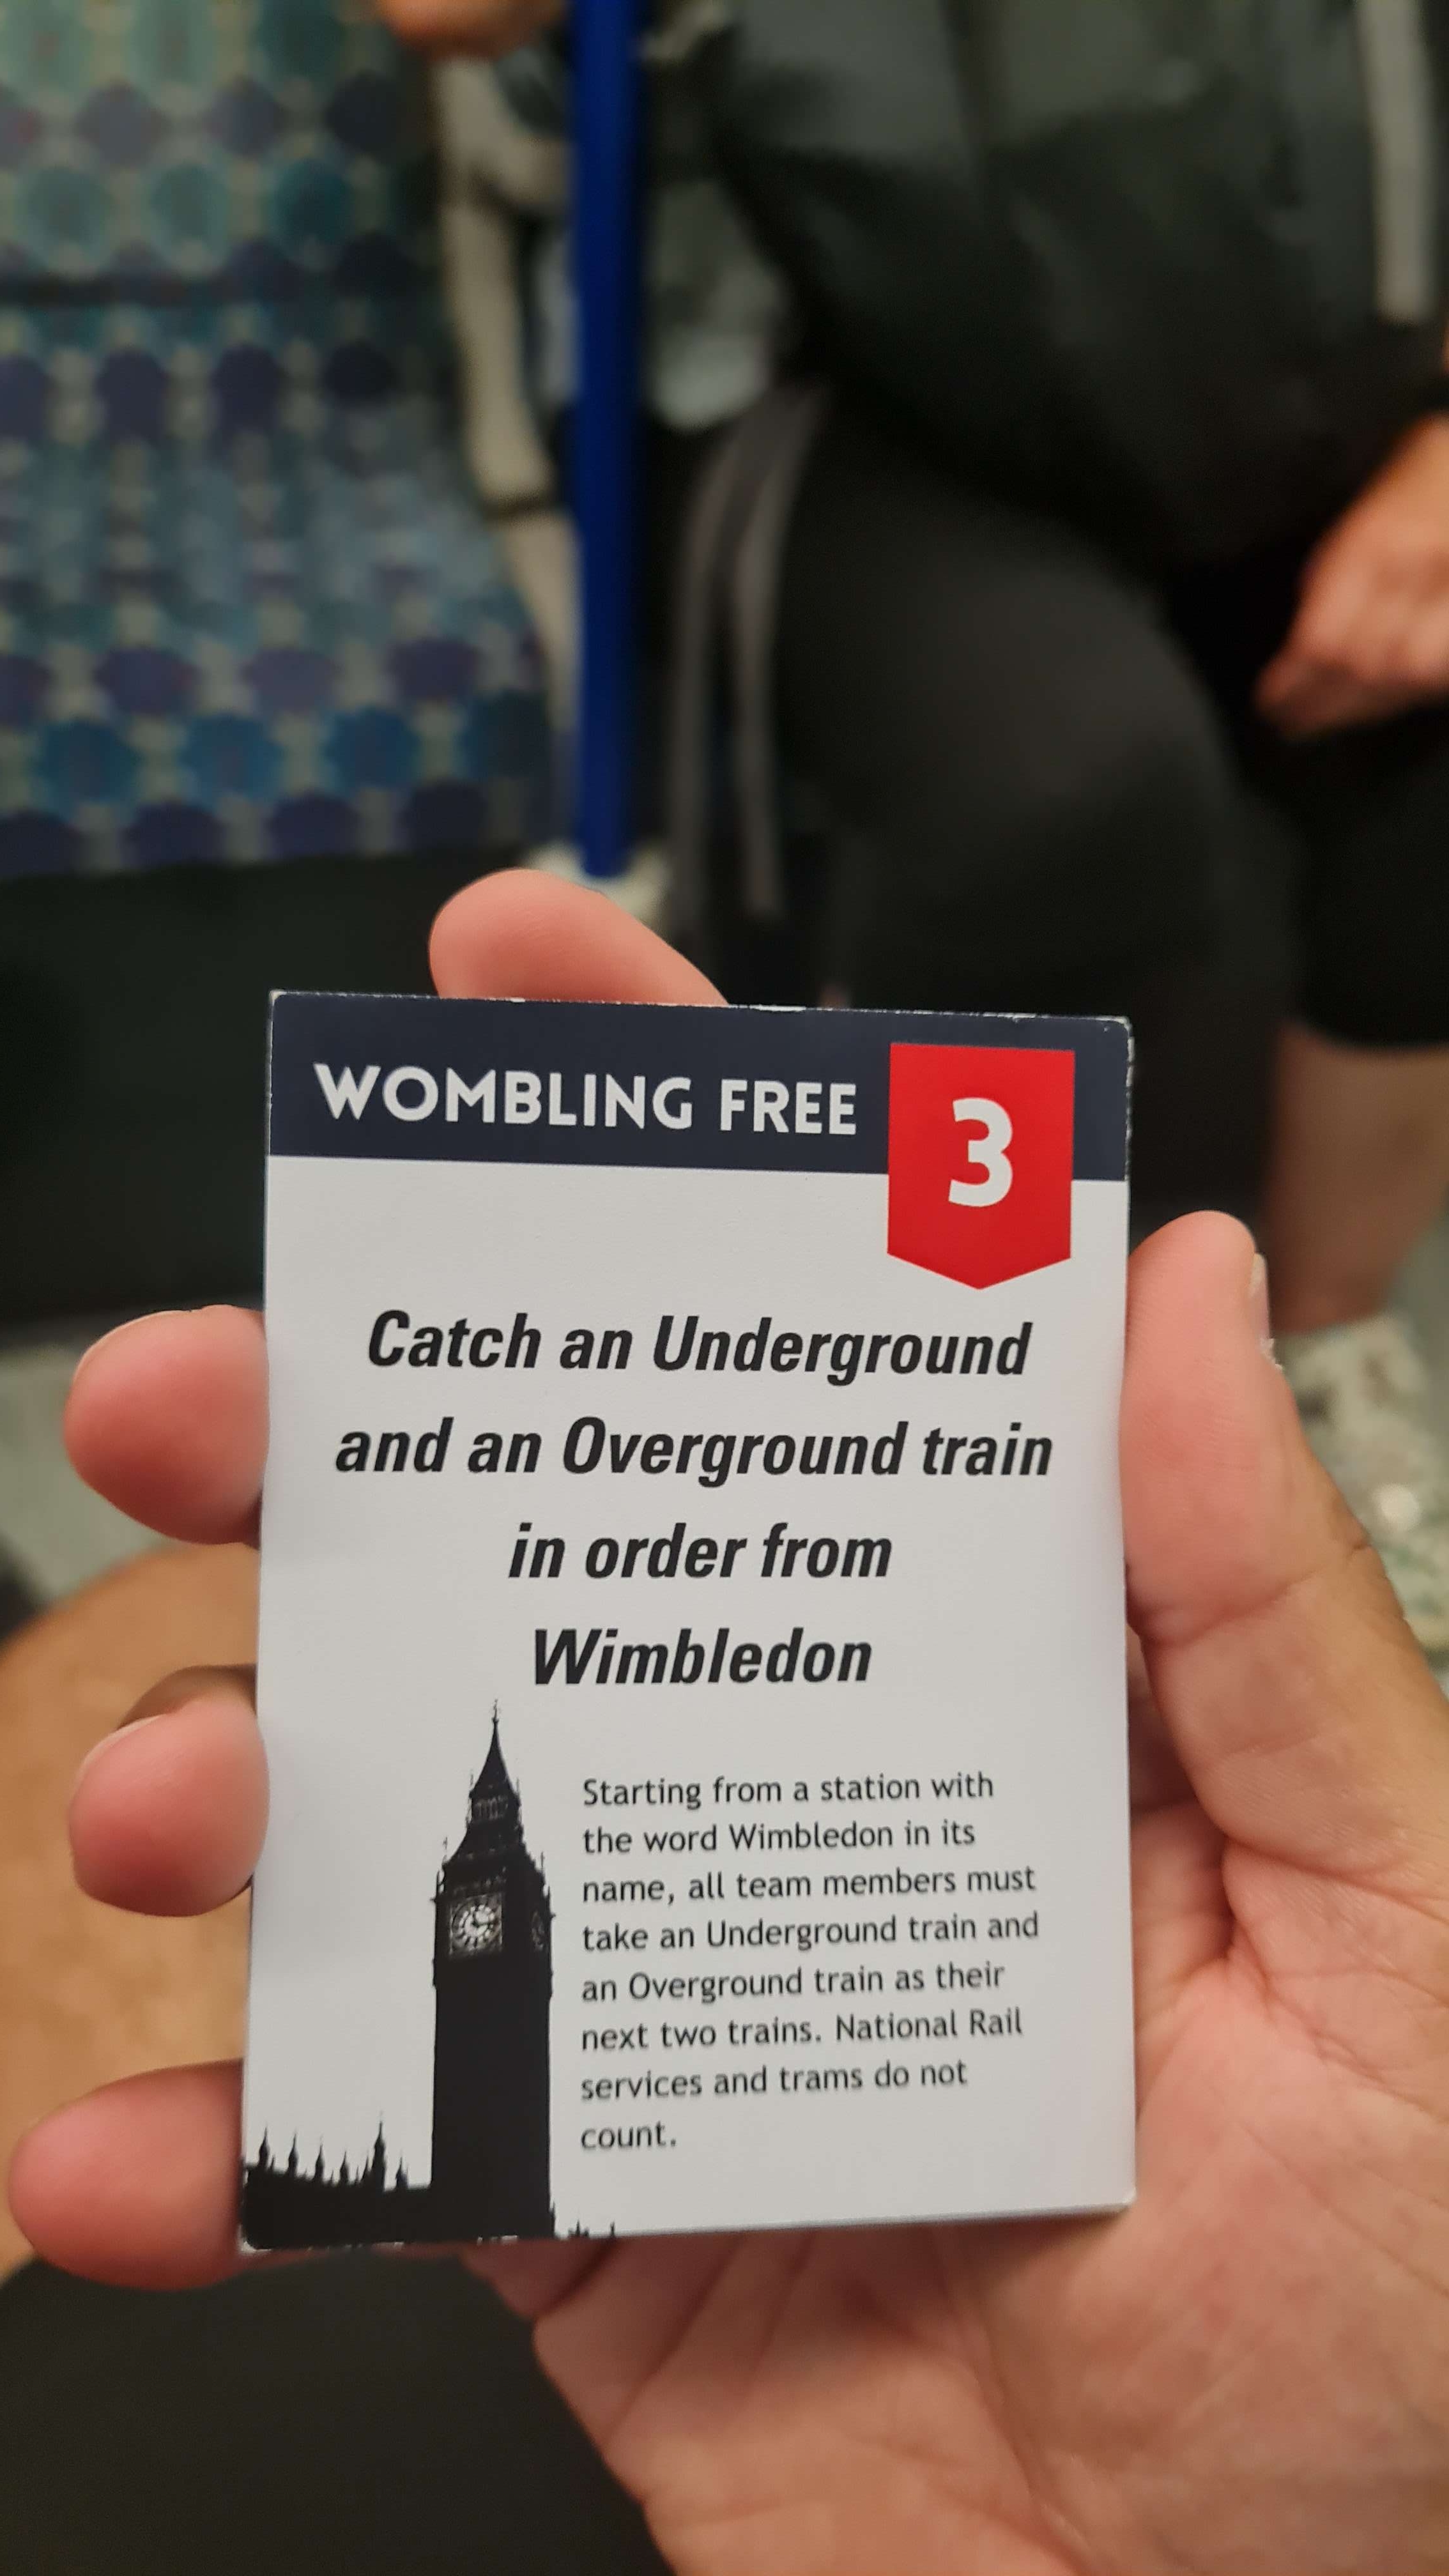 WOMBLING FREE
3
Catch an Underground
and an Overground train
in order from
Wimbledon
Starting from a station with
the word Wimbledon in its
name, all team members must
take an Underground train and
an Overground train as their
next two trains. National Rail
services and trams do not
count.